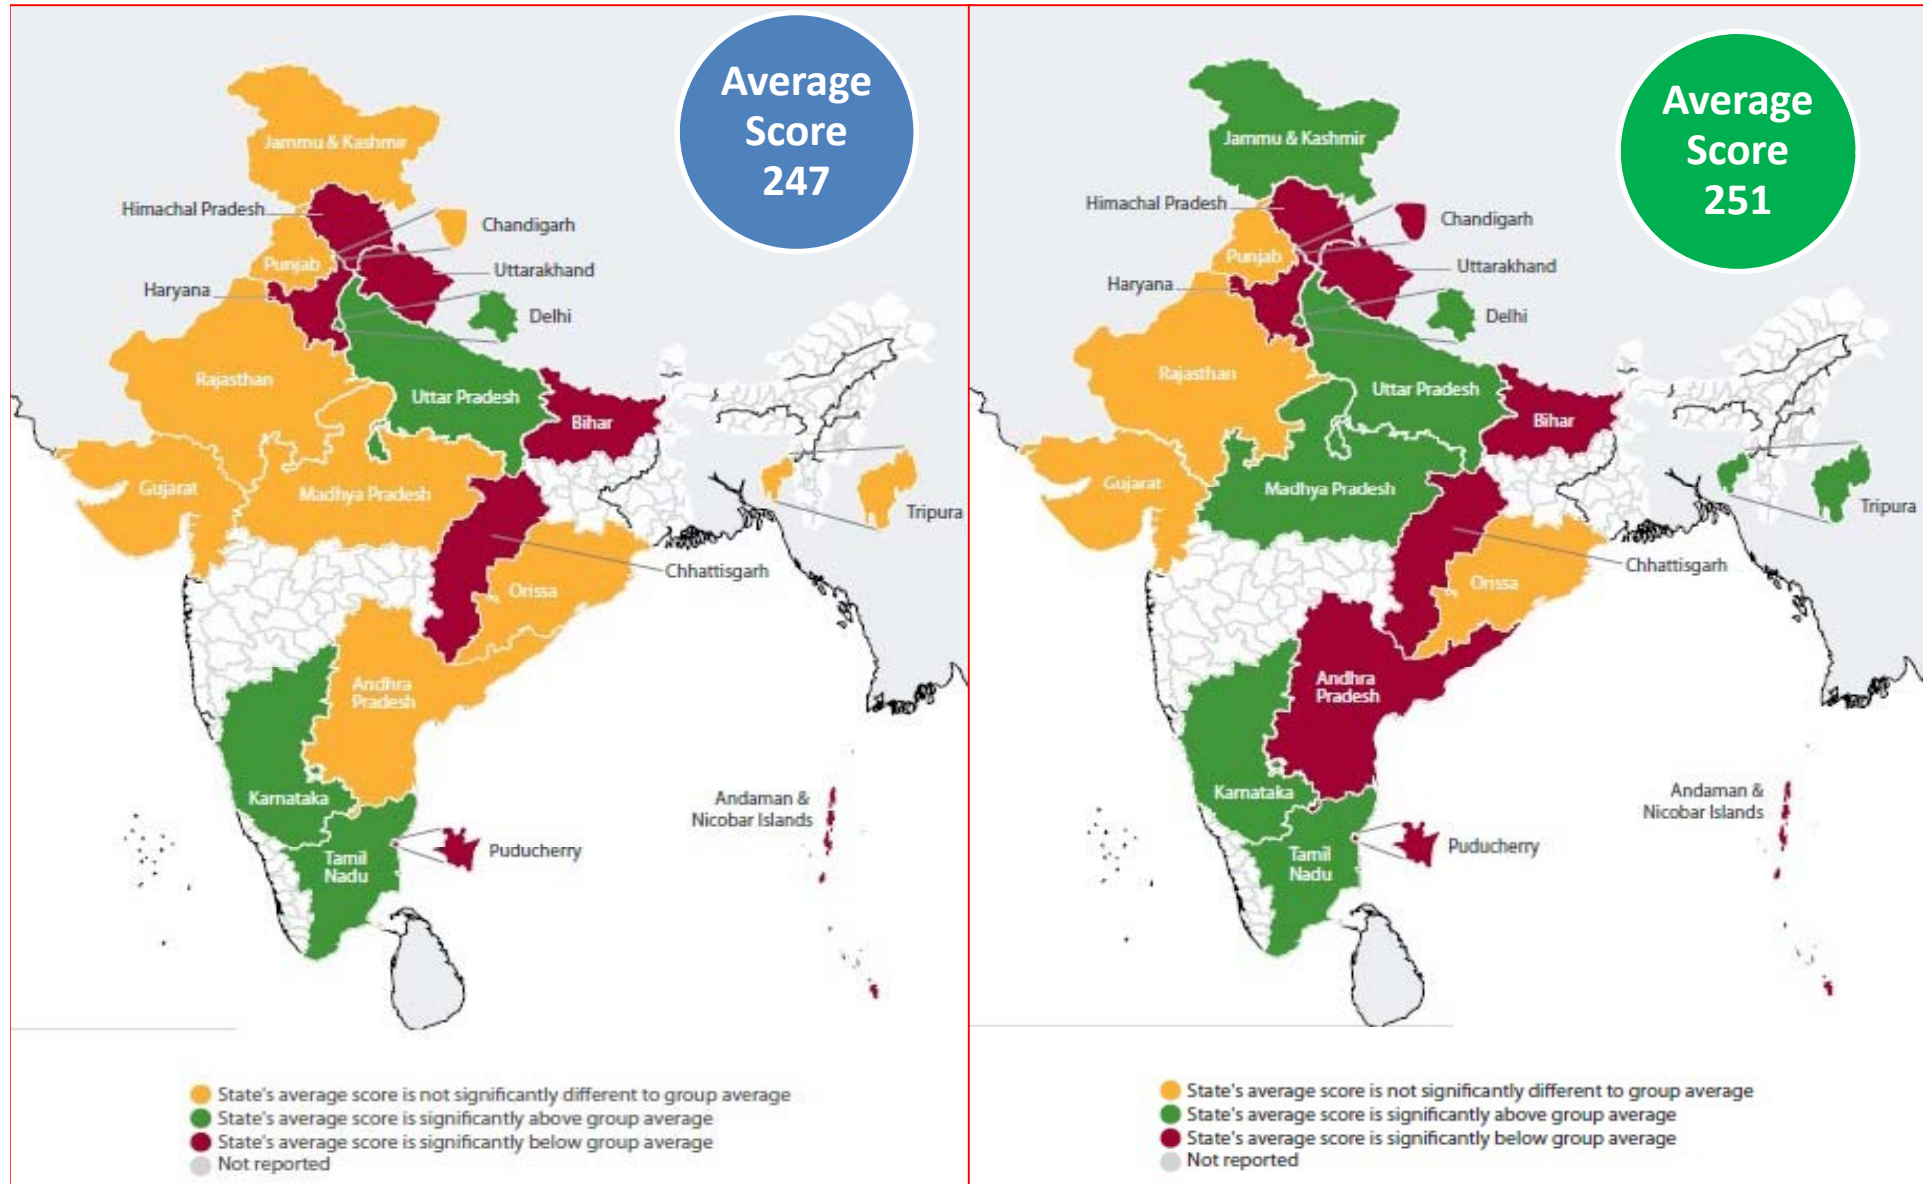 Average
Score
247
Jammu & Kashmir
Himachal Pradesh
Chandigarh
Punjab
Uttarakhand
Haryana
Delhi
Rajasthan
Uttar Pradesh
Bihar
Gujarat
Madhya Pradesh
Tripura
Chhattisgarh
Orissa
Andhra
Pradesh
Karnataka
Andaman &
Nicobar Islands
Puducherry
Tamil
Nadu
State's average score is not significantly different to group average
State's average score is significantly above group average
State's average score is significantly below group average
Not reported
Average
Score
251
Jammu & Kashmir
Himachal Pradesh
Chandigarh
Punjab
Uttarakhand
Haryana
Delhi
Rajasthan
Uttar Pradesh
Bihar
Gujarat
Madhya Pradesh
Tripura
Chhattisgarh
Orissa
Andhra
Pradesh
Karnataka
Andaman &
Nicobar Islands
Puducherry
Tamil
Nadu
State's average score is not significantly different to group average
State's average score is significantly above group average
State's average score is significantly below group average
Not reported